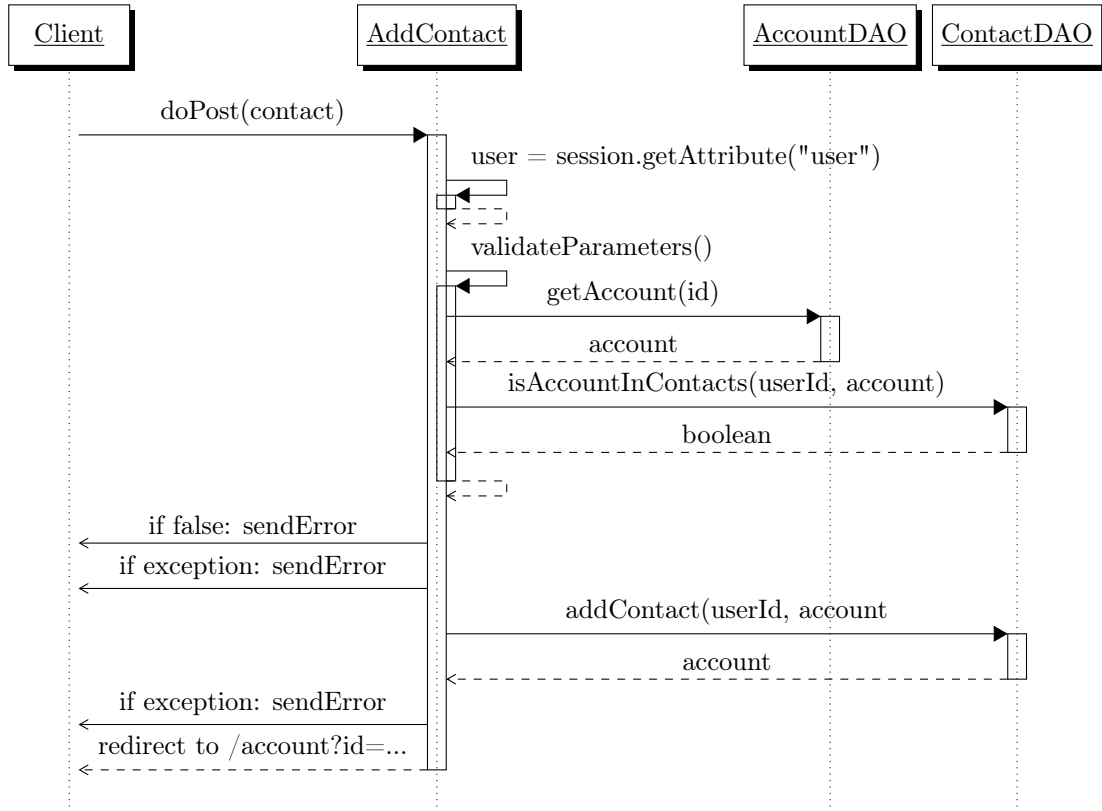 Client
AddContact
AccountDAO
ContactDAO
doPost(contact)
user = session.getAttribute("user")
validateParameters()
getAccount(id)
account
isAccountInContacts(userId, account)
boolean
if false: sendError
if exception: sendError
addContact(userId, account
account
if exception: sendError
redirect to /account?id=...